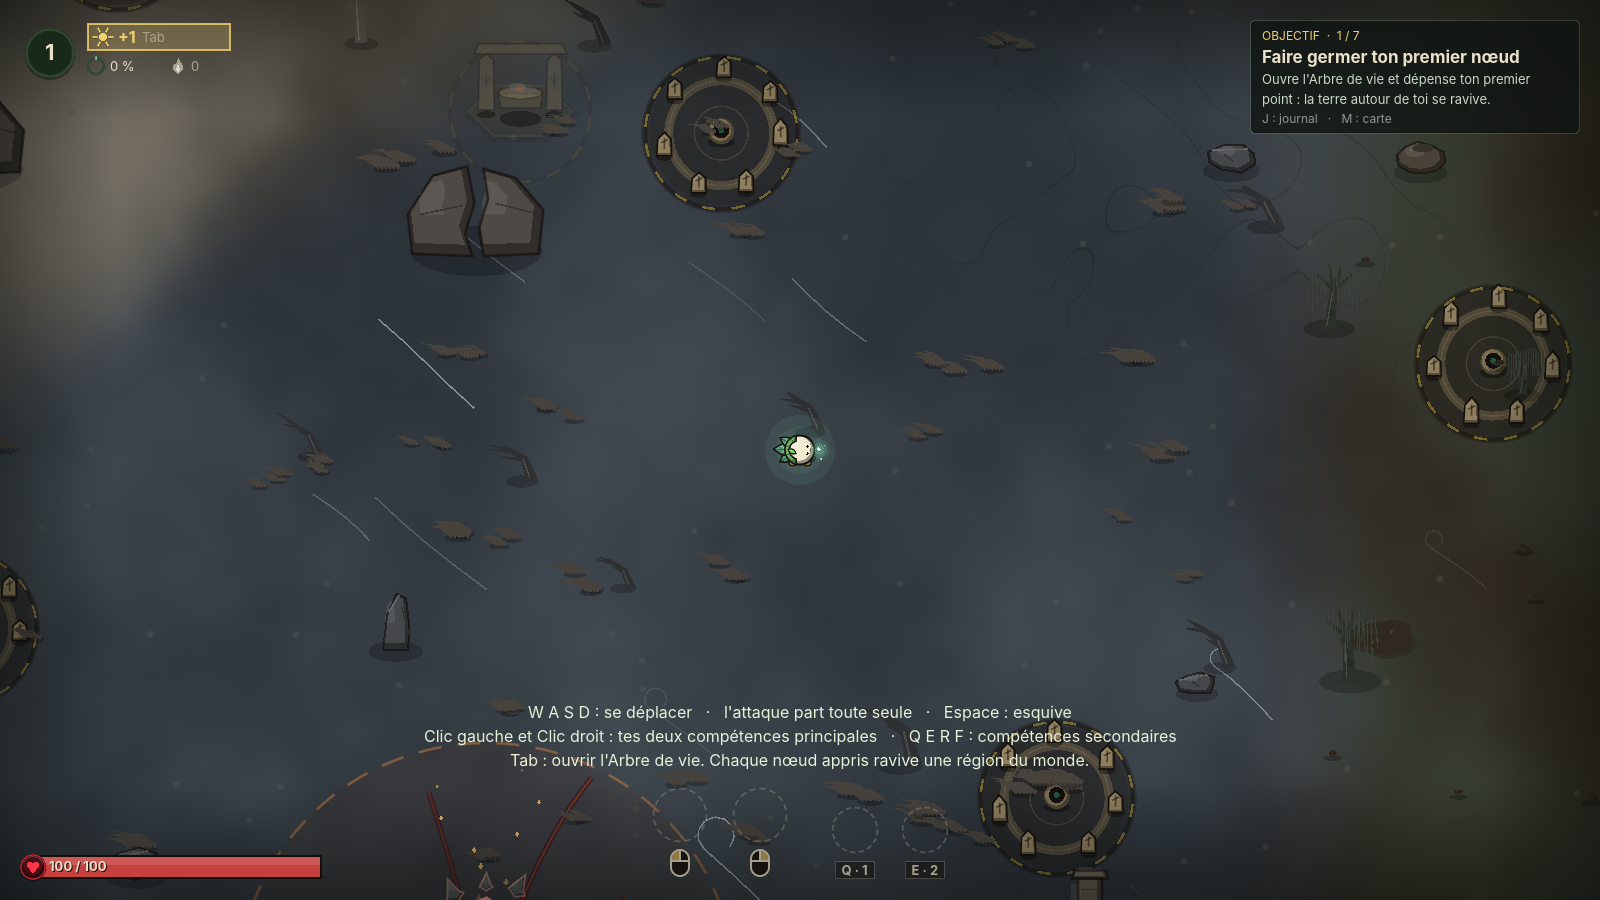 1
+1 Tab
0 %
0
OBJECTIF · 1 / 7
Faire germer ton premier nœud
Ouvre l'Arbre de vie et dépense ton premier
point : la terre autour de toi se ravive.
J : journal · M : carte
W A S D : se déplacer · l'attaque part toute seule · Espace : esquive
Clic gauche et Clic droit : tes deux compétences principales · Q E R F : compétences secondaires
Tab : ouvrir l'Arbre de vie. Chaque nœud appris ravive une région du monde.
100 / 100
Q · 1
E · 2